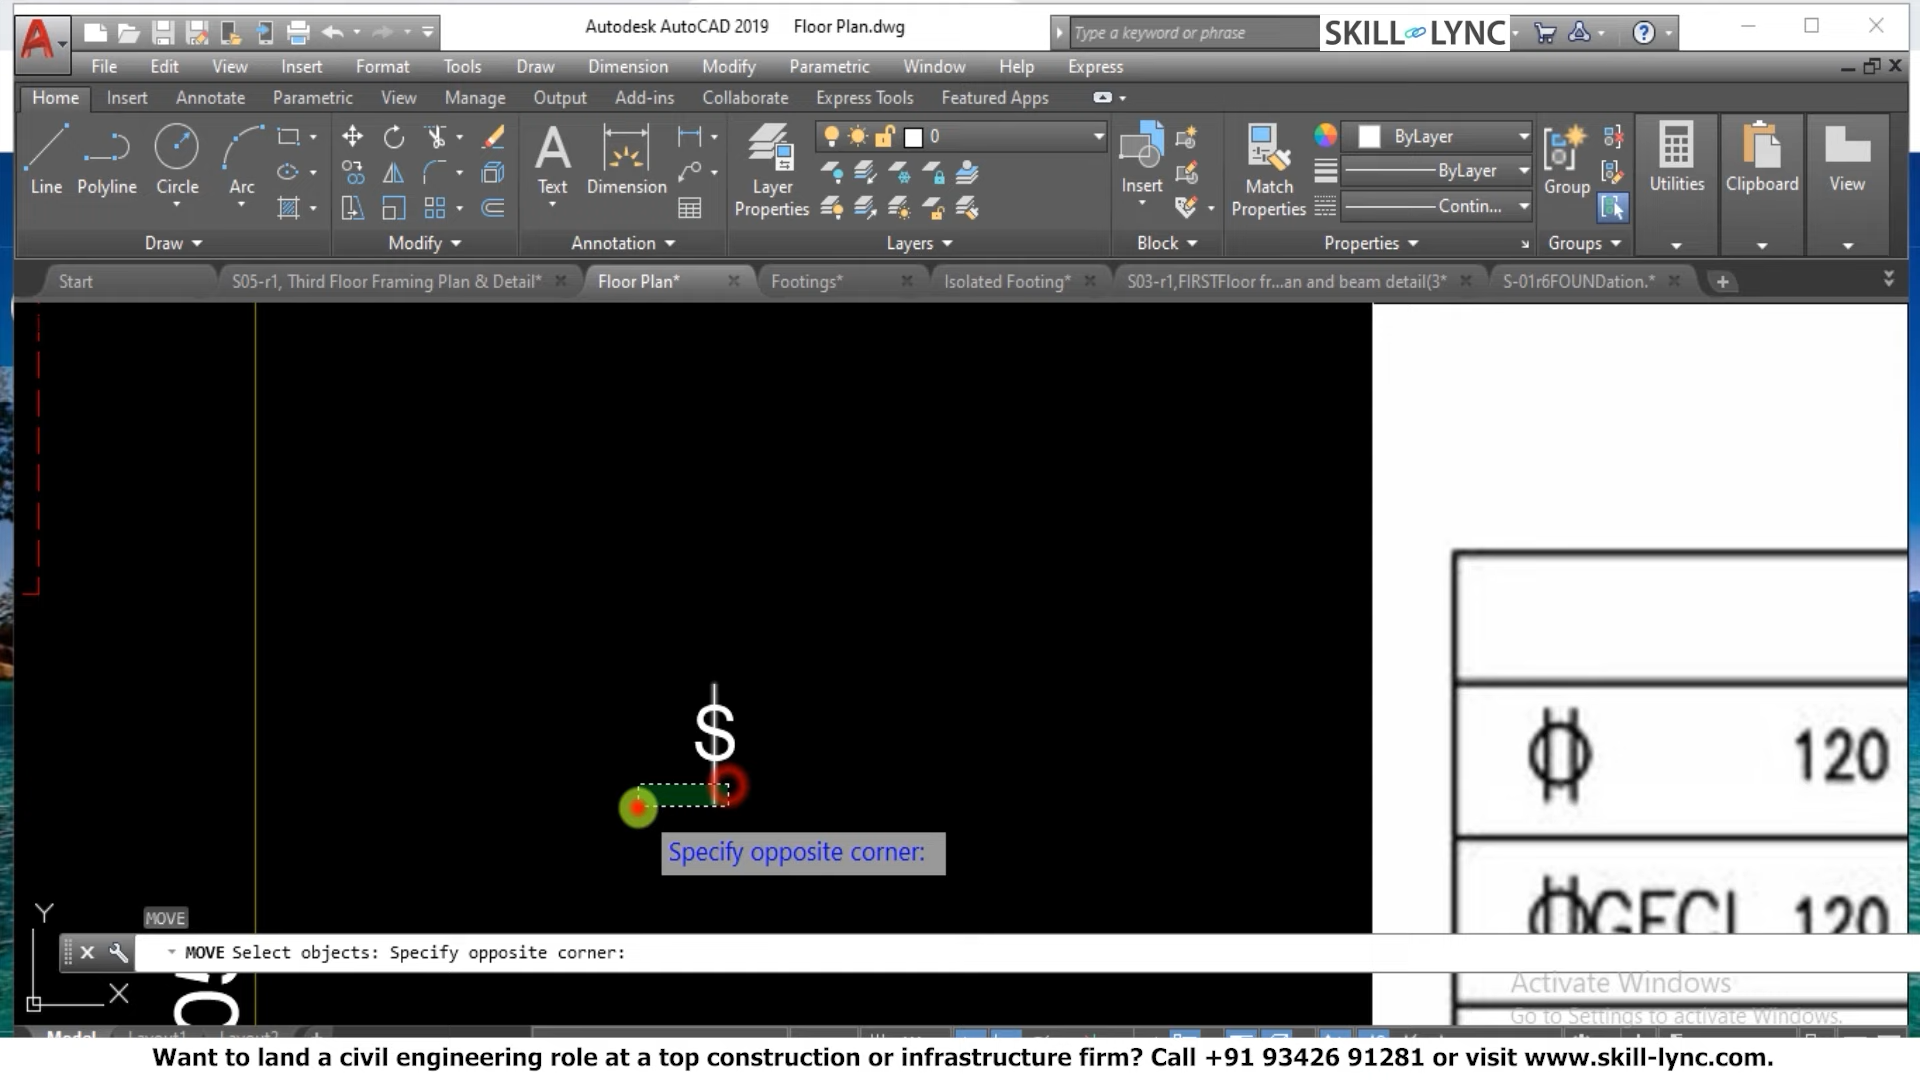 Autodesk AutoCAD 2019 Floor Plan.dwg
Type a keyword or phrase
SKILL LYNC
File Edit View Insert Format Tools Draw Dimension Modify Parametric Window Help Express
Home Insert Annotate Parametric View Manage Output Add-ins Collaborate Express Tools Featured Apps
0
ByLayer
ByLayer
Contin...
Line Polyline Circle Arc
Text Dimension
Layer Properties
Insert
Match Properties
Group
Utilities Clipboard View
Draw Modify Annotation Layers Block Properties Groups
Start S05-r1, Third Floor Framing Plan & Detail* Floor Plan* Footings* Isolated Footing* S03-r1,FIRSTFloor fr...an and beam detail(3* S-01r6FOUNDation.*
$
120
Specify opposite corner:
120
Y
MOVE
MOVE Select objects: Specify opposite corner:
X
Activate Windows
Go to Settings to activate Windows.
Model Layout1 Layout2
Want to land a civil engineering role at a top construction or infrastructure firm? Call +91 93426 91281 or visit www.skill-lync.com.